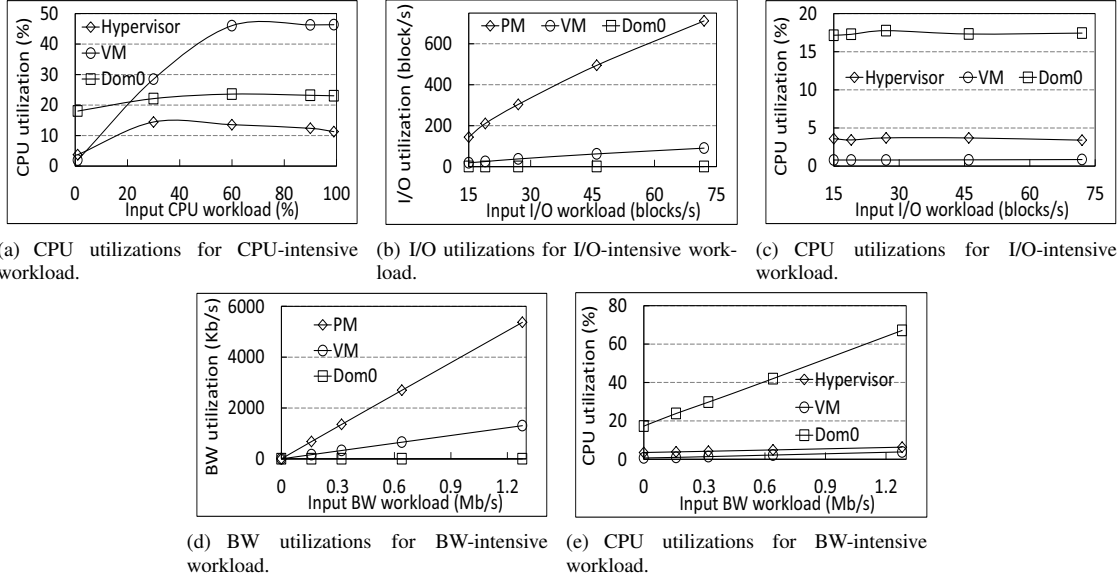 CPU utilization (%)
50
40
30
20
10
0
Hypervisor
VM
Dom0
0 20 40 60 80 100
Input CPU workload (%)
I/O utilization (block/s)
600
400
200
0
PM VM Dom0
15 30 45 60 75
Input I/O workload (blocks/s)
CPU utilization (%)
20
15
10
5
0
Hypervisor VM Dom0
15 30 45 60 75
Input I/O workload (blocks/s)
(a) CPU utilizations for CPU-intensive
workload.
(b) I/O utilizations for I/O-intensive work-
load.
(c) CPU utilizations for I/O-intensive
workload.
BW utilization (Kb/s)
6000
4000
2000
0
PM
VM
Dom0
0 0.3 0.6 0.9 1.2
Input BW workload (Mb/s)
CPU utilization (%)
80
60
40
20
0
Hypervisor
VM
Dom0
0 0.3 0.6 0.9 1.2
Input BW workload (Mb/s)
(d) BW utilizations for BW-intensive
workload.
(e) CPU utilizations for BW-intensive
workload.